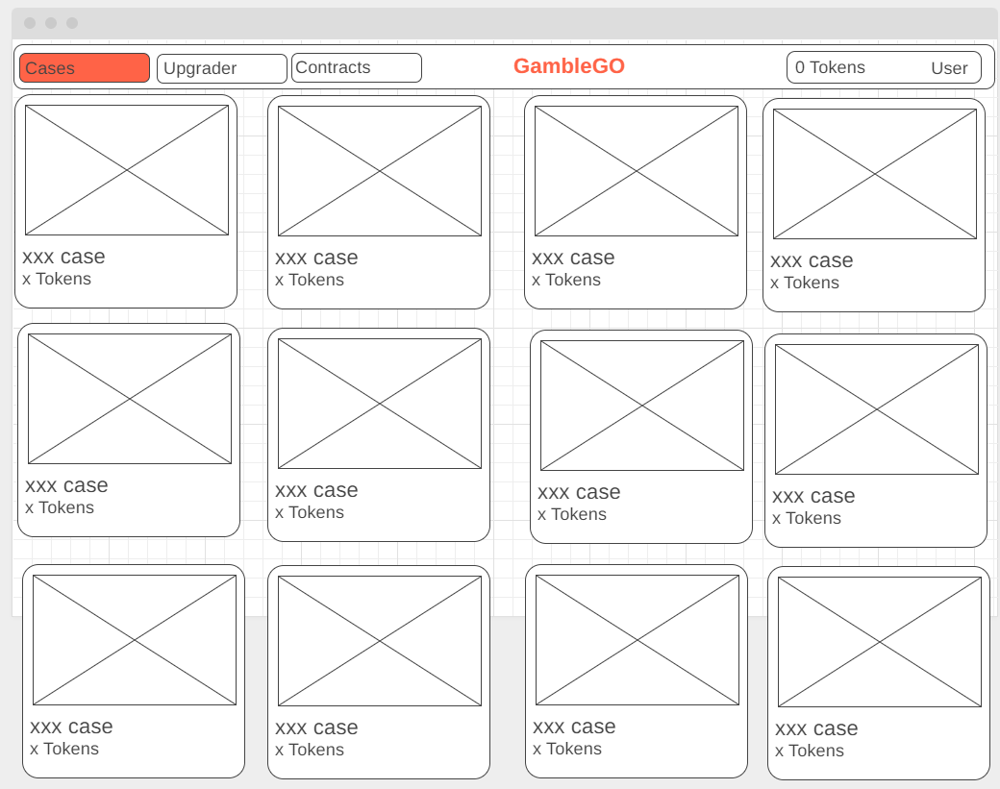 Cases
Upgrader
Contracts
GambleGO
0 Tokens
User
xxx case
x Tokens
xxx case
x Tokens
xxx case
x Tokens
xxx case
x Tokens
xxx case
x Tokens
xxx case
x Tokens
xxx case
x Tokens
xxx case
x Tokens
xxx case
x Tokens
xxx case
x Tokens
xxx case
x Tokens
xxx case
x Tokens